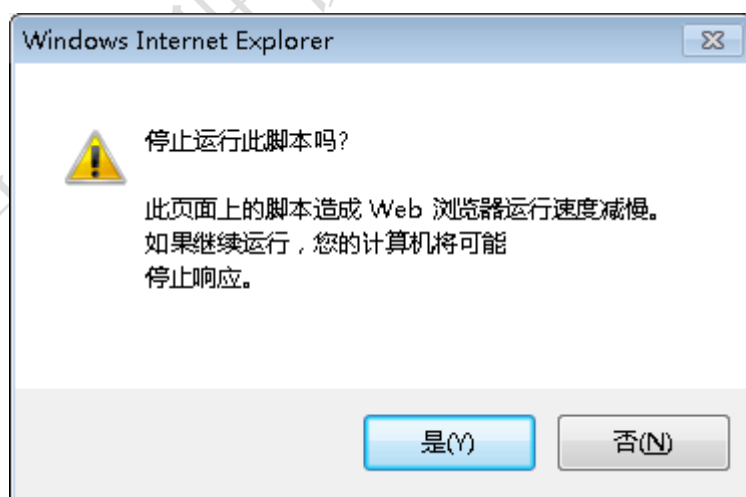 Windows Internet Explorer
停止运行此脚本吗?
此页面上的脚本造成 Web 浏览器运行速度减慢。
如果继续运行，您的计算机将可能
停止响应。
是(Y)
否(N)